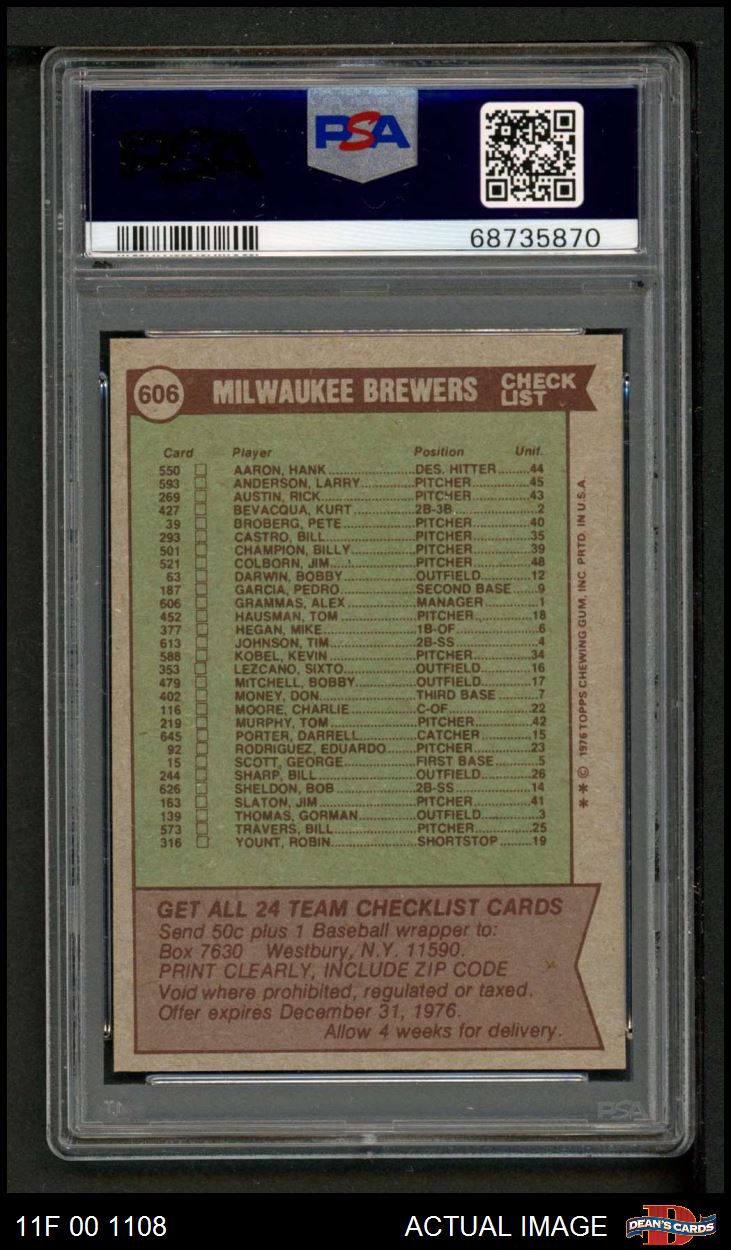 PSA
PSA
68735870
606 MILWAUKEE BREWERS CHECK LIST
Card Player Position Unif.
550 AARON, HANK DES. HITTER 44
593 ANDERSON, LARRY PITCHER 45
269 AUSTIN, RICK PITCHER 43
427 BEVACQUA, KURT 2B-3B 2
39 BROBERG, PETE PITCHER 40
293 CASTRO, BILL PITCHER 35
501 CHAMPION, BILLY PITCHER 39
521 COLBORN, JIM PITCHER 48
63 DARWIN, BOBBY OUTFIELD 12
187 GARCIA, PEDRO SECOND BASE 9
606 GRAMMAS, ALEX MANAGER 1
452 HAUSMAN, TOM PITCHER 18
377 HEGAN, MIKE 1B-OF 6
613 JOHNSON, TIM 2B-SS 4
588 KOBEL, KEVIN PITCHER 34
353 LEZCANO, SIXTO OUTFIELD 16
479 MITCHELL, BOBBY OUTFIELD 17
402 MONEY, DON THIRD BASE 7
116 MOORE, CHARLIE C-OF 22
219 MURPHY, TOM PITCHER 42
645 PORTER, DARRELL CATCHER 15
92 RODRIGUEZ, EDUARDO PITCHER 23
15 SCOTT, GEORGE FIRST BASE 5
244 SHARP, BILL OUTFIELD 26
626 SHELDON, BOB 2B-SS 14
163 SLATON, JIM PITCHER 41
139 THOMAS, GORMAN OUTFIELD 3
573 TRAVERS, BILL PITCHER 25
316 YOUNT, ROBIN SHORTSTOP 19
* * © 1976 TOPPS CHEWING GUM, INC. PRTD. IN U.S.A.
GET ALL 24 TEAM CHECKLIST CARDS
Send 50c plus 1 Baseball wrapper to:
Box 7630 Westbury, N.Y. 11590.
PRINT CLEARLY, INCLUDE ZIP CODE
Void where prohibited, regulated or taxed.
Offer expires December 31, 1976.
Allow 4 weeks for delivery.
PSA
11F 00 1108
ACTUAL IMAGE
DEAN'S CARDS